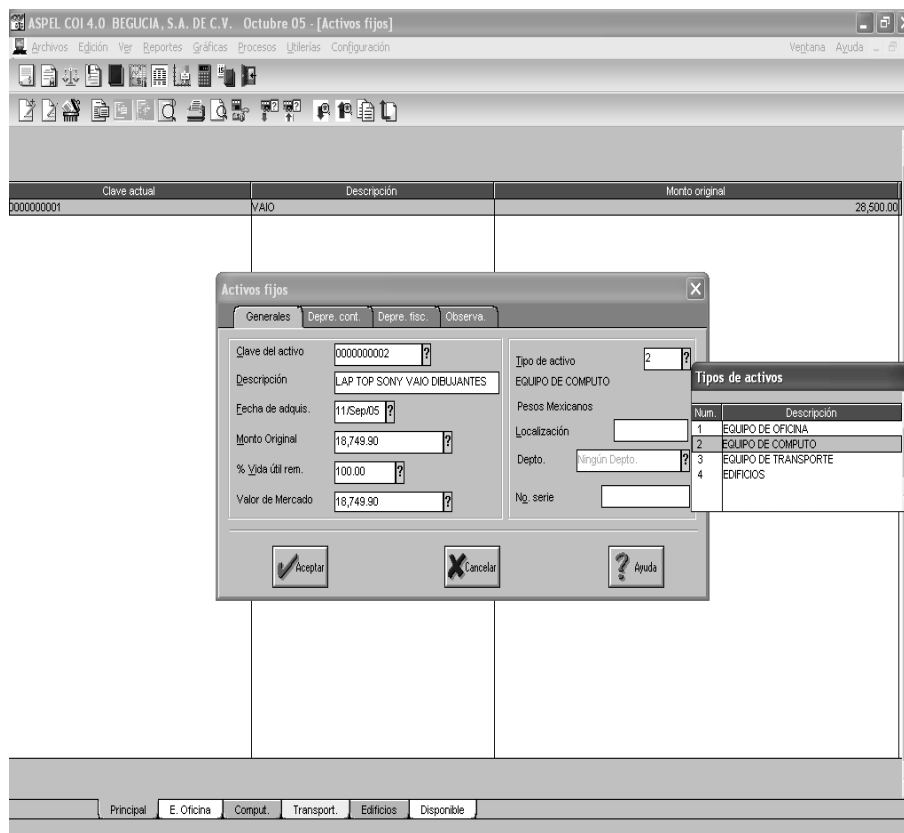 ASPEL COI 4.0 BEGUCIA, S.A. DE C.V. Octubre 05 - [Activos fijos]
Archivos Edición Ver Reportes Gráficas Procesos Utilerías Configuración Ventana Ayuda
Clave actual Descripción Monto original
0000000001 VAIO 28,500.00
Activos fijos
Generales Depre. cont. Depre. fisc. Observa.
Clave del activo 0000000002 ?
Descripción LAP TOP SONY VAIO DIBUJANTES
Fecha de adquis. 11/Sep/05 ?
Monto Original 18,749.90 ?
% Vida útil rem. 100.00 ?
Valor de Mercado 18,749.90 ?
Tipo de activo 2 ?
EQUIPO DE COMPUTO
Pesos Mexicanos
Localización
Depto. Ningún Depto. ?
No. serie
Aceptar Cancelar Ayuda
Tipos de activos
Num. Descripción
1 EQUIPO DE OFICINA
2 EQUIPO DE COMPUTO
3 EQUIPO DE TRANSPORTE
4 EDIFICIOS
Principal E. Oficina Comput. Transport. Edificios Disponible